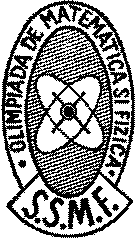 • OLIMPIADA DE MATEMATICA SI FIZICA •
S.S.M.F.